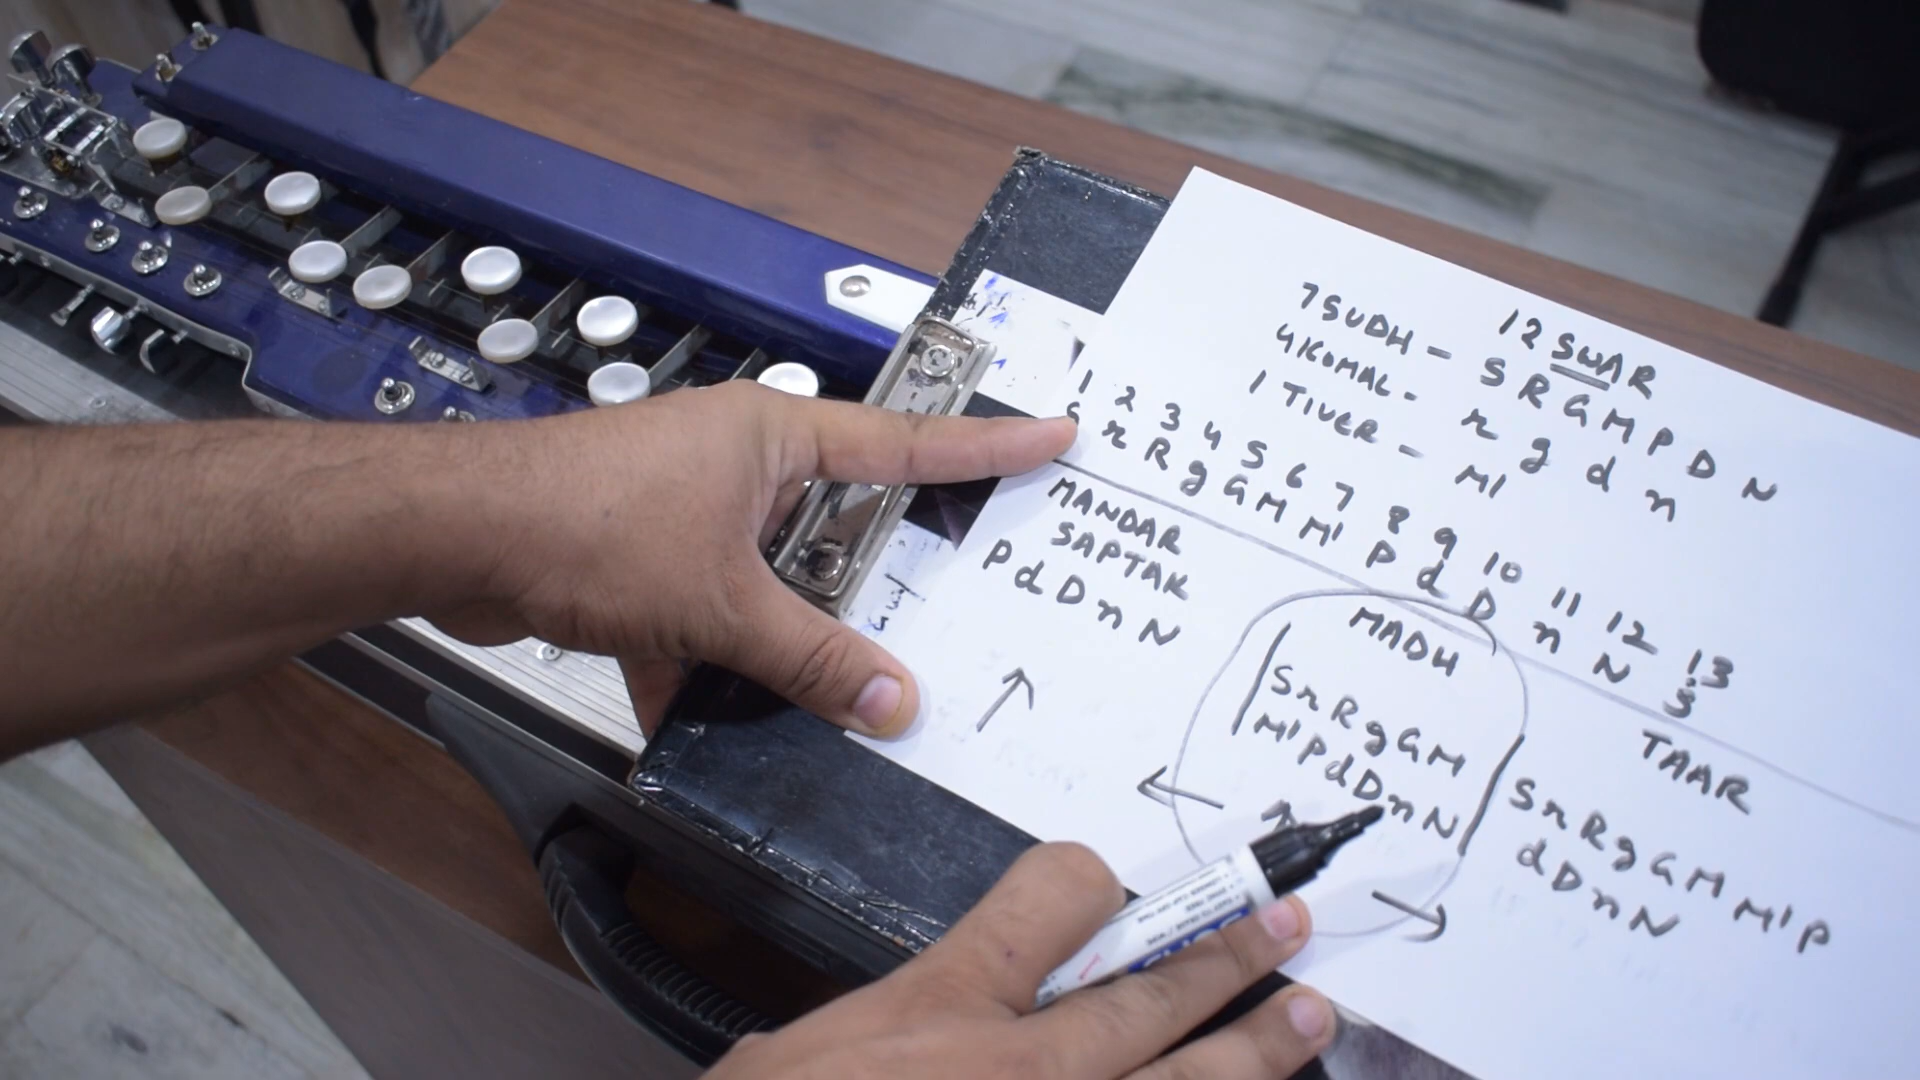 12 SWAR
7 SUDH - S R G M P D N
4 KOMAL - r g d n
1 TIVER - M'
1 2 3 4 5 6 7 8 9 10 11 12 13
S r R g G M M' P d D n N Ṡ
MANDAR
SAPTAK
P d D n N
MADH
S r R g G M
M' P d D n N
TAAR
S r R g G M M' P
d D n N